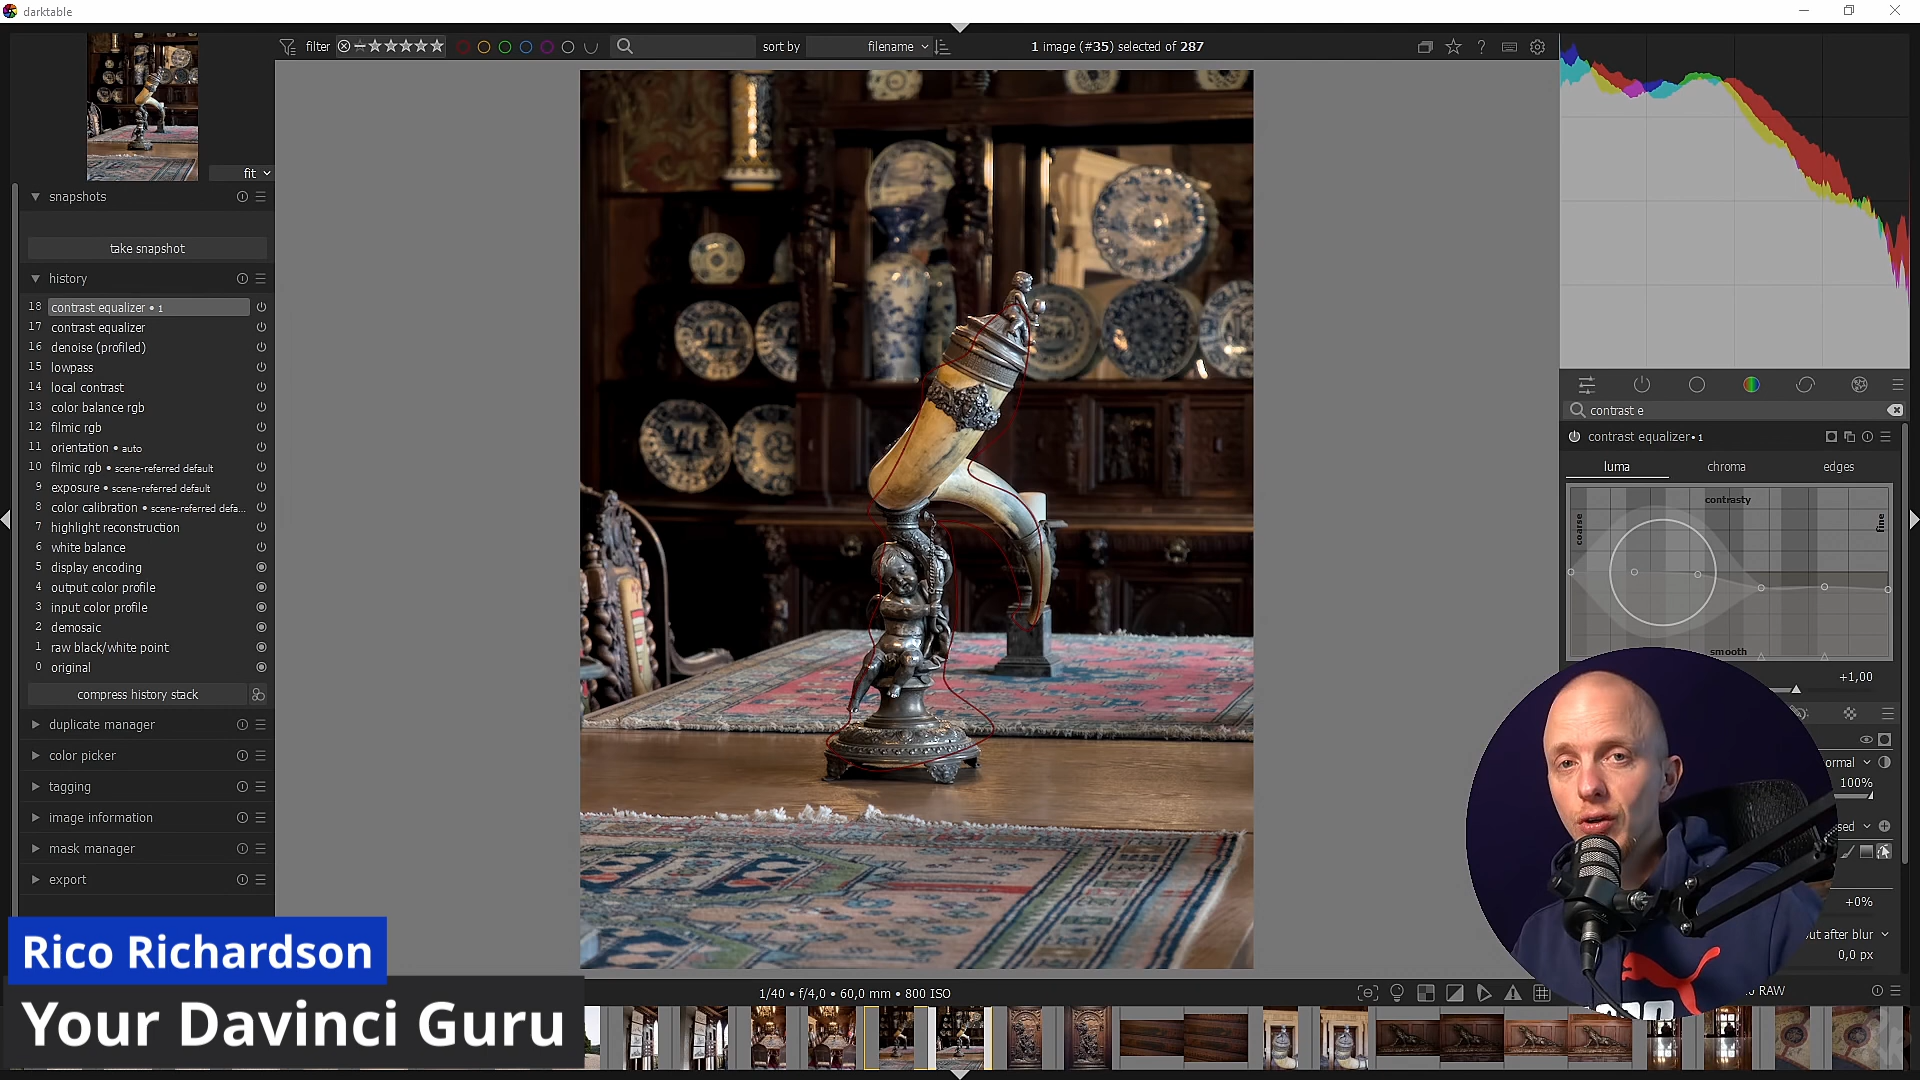 darktable
filter
sort by
filename
1 image (#35) selected of 287
?
fit
snapshots
take snapshot
history
18 contrast equalizer • 1
17 contrast equalizer
16 denoise (profiled)
15 lowpass
14 local contrast
13 color balance rgb
12 filmic rgb
11 orientation • auto
10 filmic rgb • scene-referred default
9 exposure • scene-referred default
8 color calibration • scene-referred defa...
7 highlight reconstruction
6 white balance
5 display encoding
4 output color profile
3 input color profile
2 demosaic
1 raw black/white point
0 original
compress history stack
duplicate manager
color picker
tagging
image information
mask manager
export
contrast e
contrast equalizer • 1
luma chroma edges
contrasty
coarse
fine
smooth
+1,00
ormal
100%
sed
+0%
ut after blur
0,0 px
RAW
1/40 • f/4,0 • 60,0 mm • 800 ISO
Rico Richardson
Your Davinci Guru